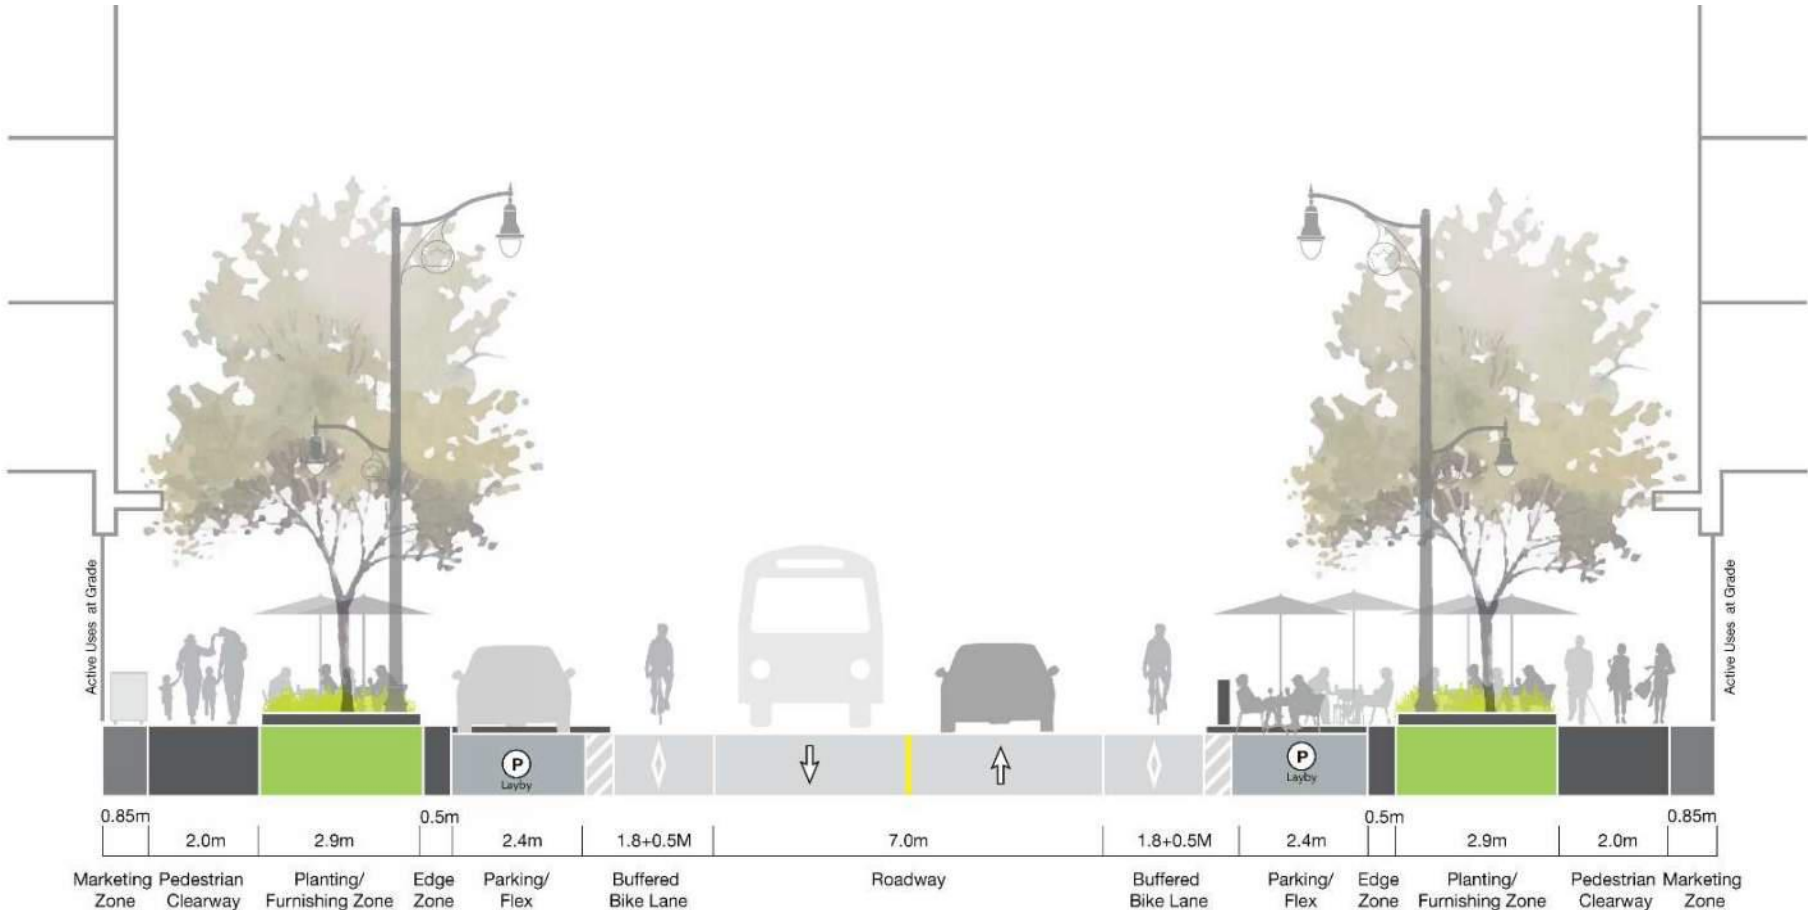 Active Uses at Grade
Active Uses at Grade
P
Layby
P
Layby
0.85m
0.5m
0.5m
0.85m
2.0m
2.9m
2.4m
1.8+0.5M
7.0m
1.8+0.5M
2.4m
2.9m
2.0m
Marketing
Zone
Pedestrian
Clearway
Planting/
Furnishing Zone
Edge
Zone
Parking/
Flex
Buffered
Bike Lane
Roadway
Buffered
Bike Lane
Parking/
Flex
Edge
Zone
Planting/
Furnishing Zone
Pedestrian
Clearway
Marketing
Zone